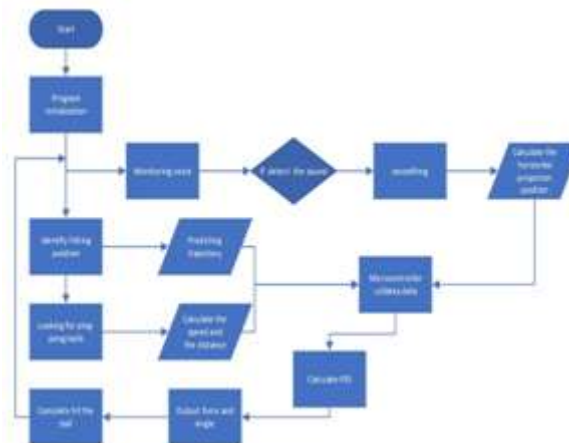 Start
Program
initialization
Monitoring voice
If detect the sound
recording
Calculate the
horizontal
projection
position
Identify hitting
position
Predicting
trajectory
Looking for ping
pong balls
Calculate the
speed and
the distance
Microcontroller
data
Calculate PID
Output force and
angle
Complete hit the
ball